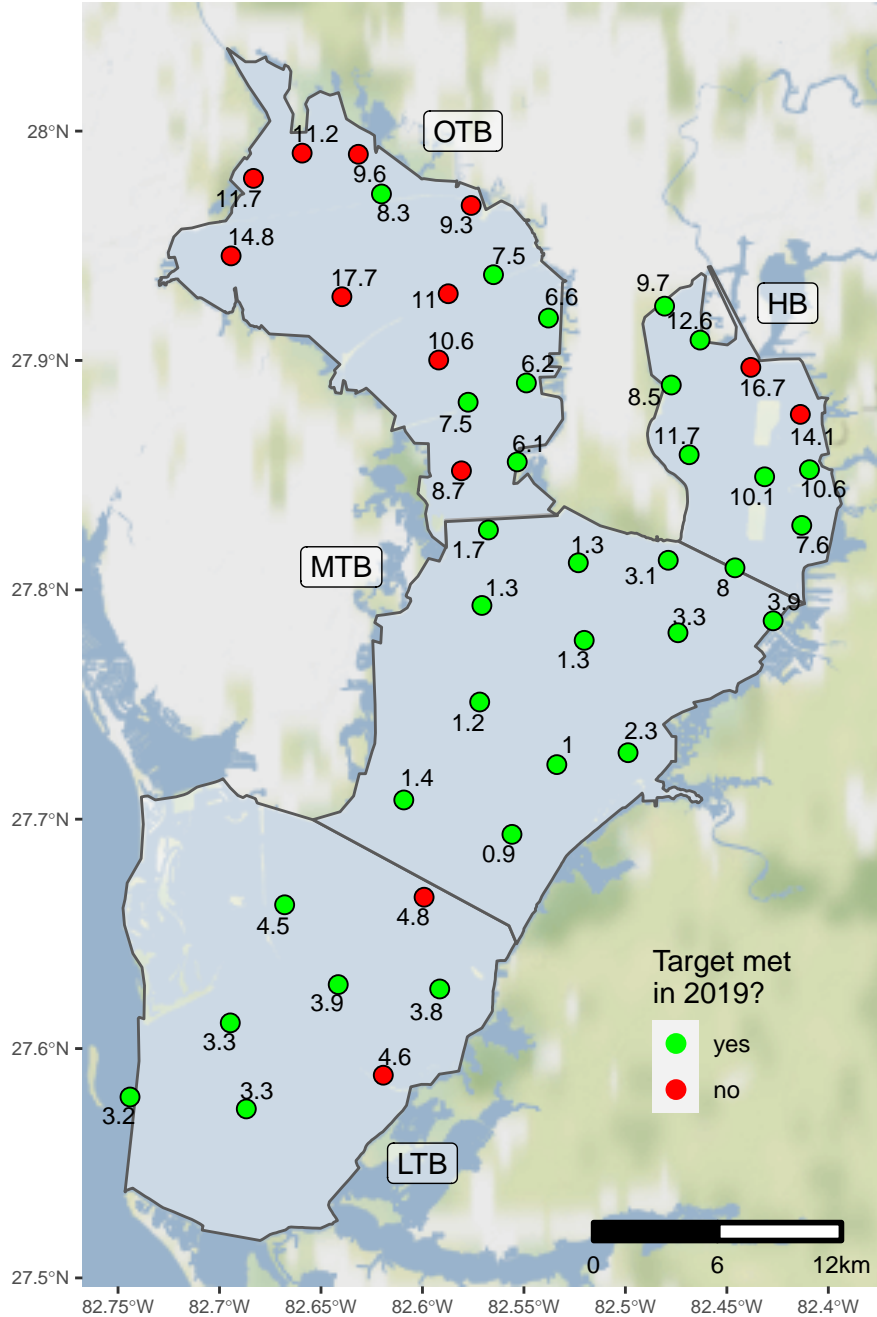 28°N
27.9°N
27.8°N
27.7°N
27.6°N
27.5°N
OTB
11.2
9.6
11.7
8.3
9.3
14.8
7.5
17.7
11
6.6
10.6
6.2
7.5
6.1
8.7
HB
9.7
12.6
16.7
8.5
14.1
11.7
10.1
10.6
7.6
MTB
1.7
1.3
3.1
8
1.3
3.9
3.3
1.3
1.2
2.3
1
1.4
0.9
4.8
4.5
3.9
3.8
3.3
4.6
3.2
3.3
LTB
Target met
in 2019?
yes
no
0 6 12km
82.75°W 82.7°W 82.65°W 82.6°W 82.55°W 82.5°W 82.45°W 82.4°W